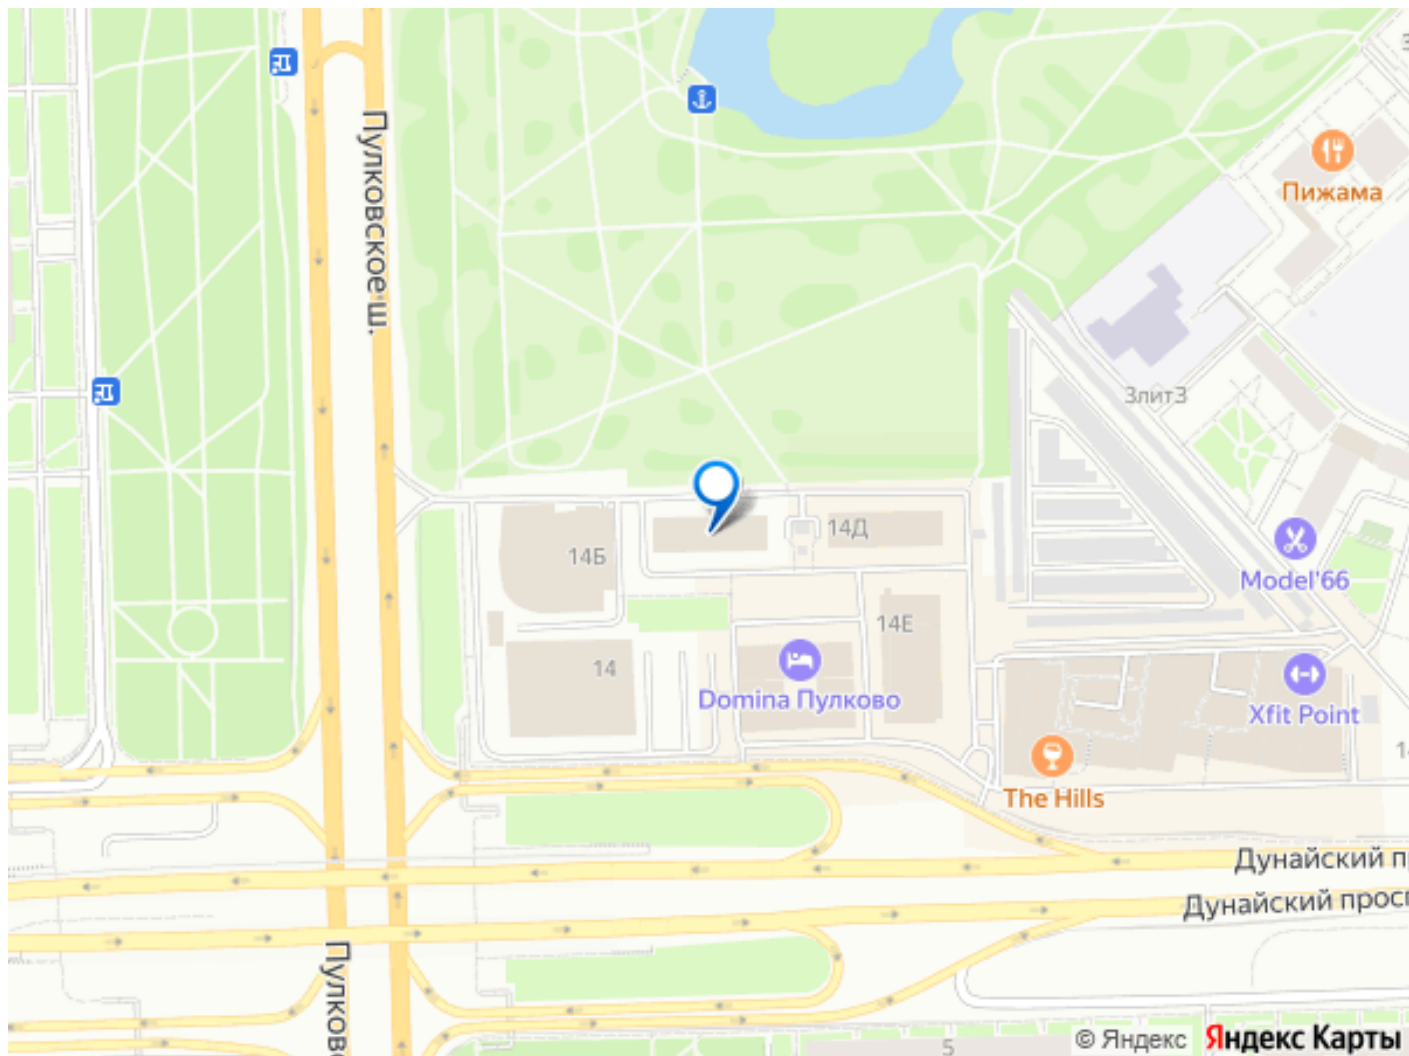 Пулковское ш.
Пижама
3лит3
14Д
14Б
Model'66
14Е
14
Domina Пулково
Xfit Point
The Hills
Дунайский п
Дунайский просп
Пулково
5
© Яндекс Яндекс Карты